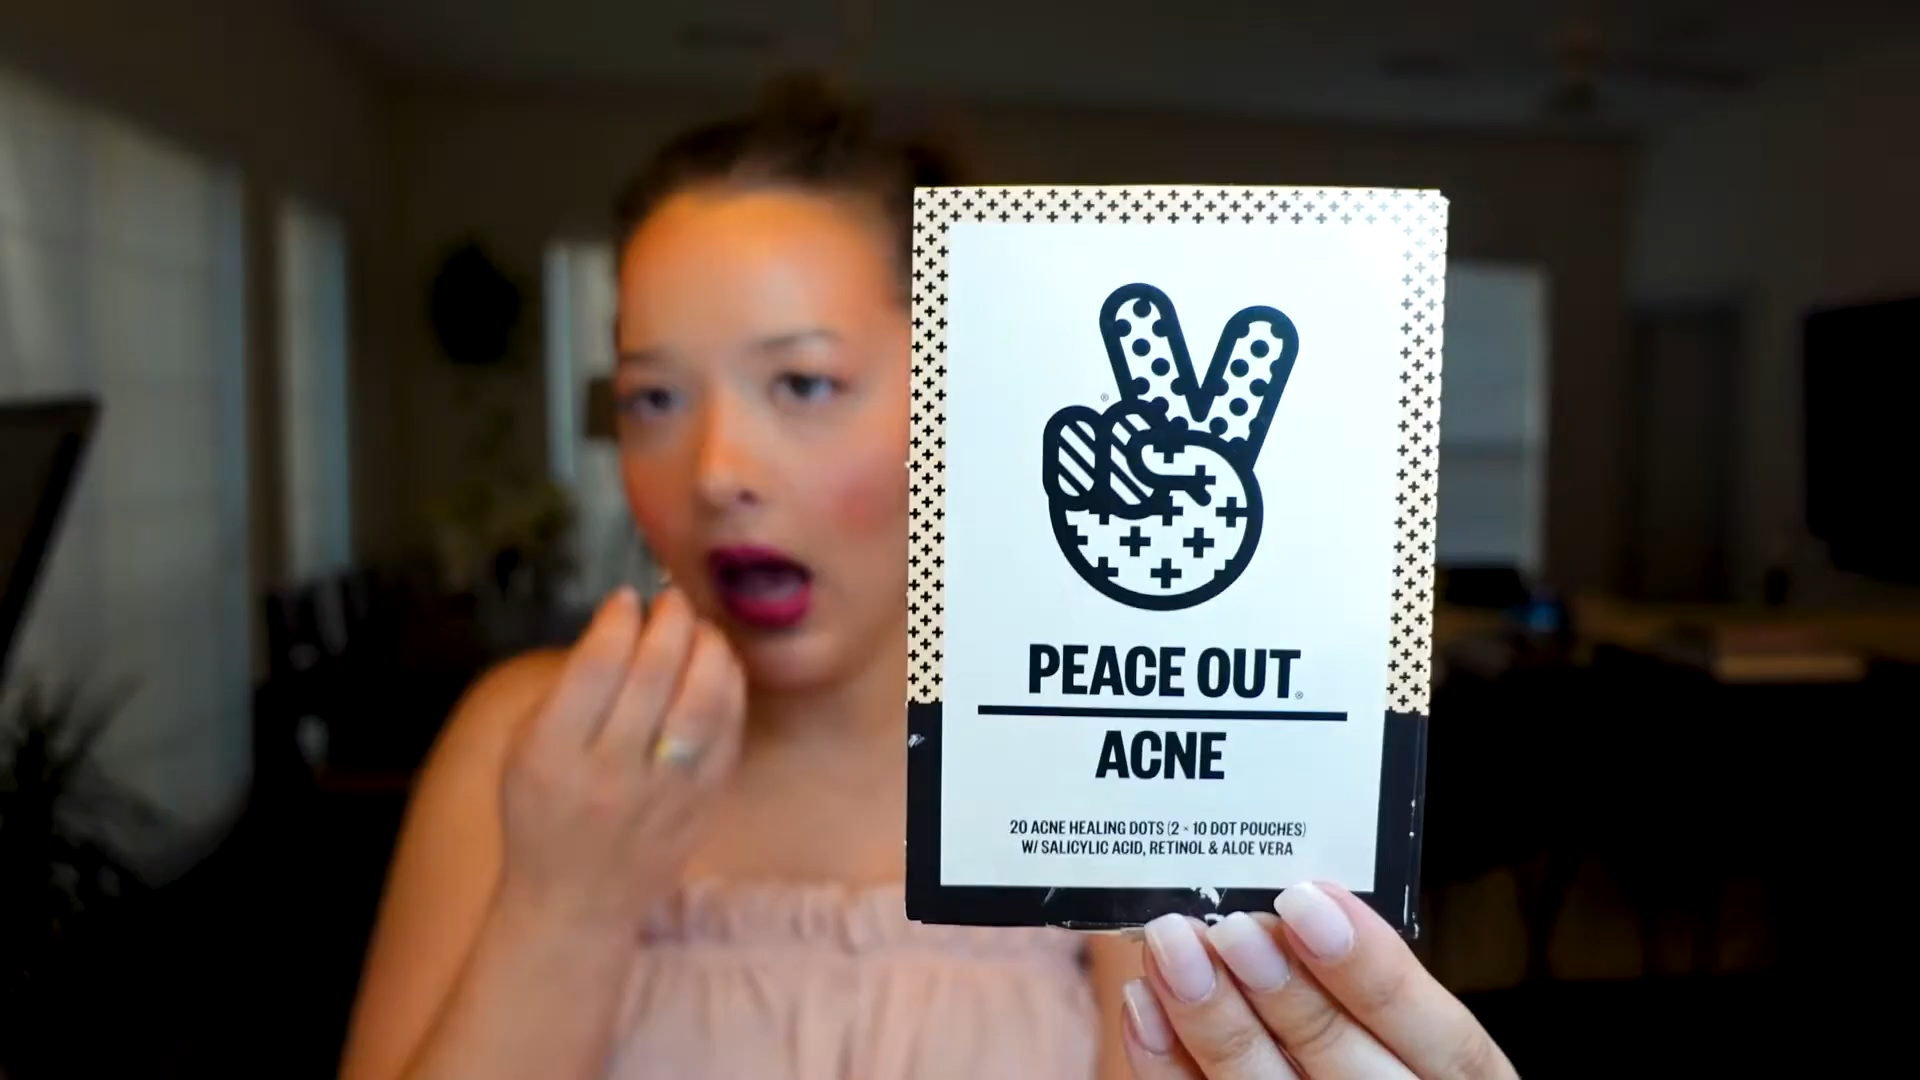 PEACE OUT®
ACNE
20 ACNE HEALING DOTS (2 × 10 DOT POUCHES)
W/ SALICYLIC ACID, RETINOL & ALOE VERA